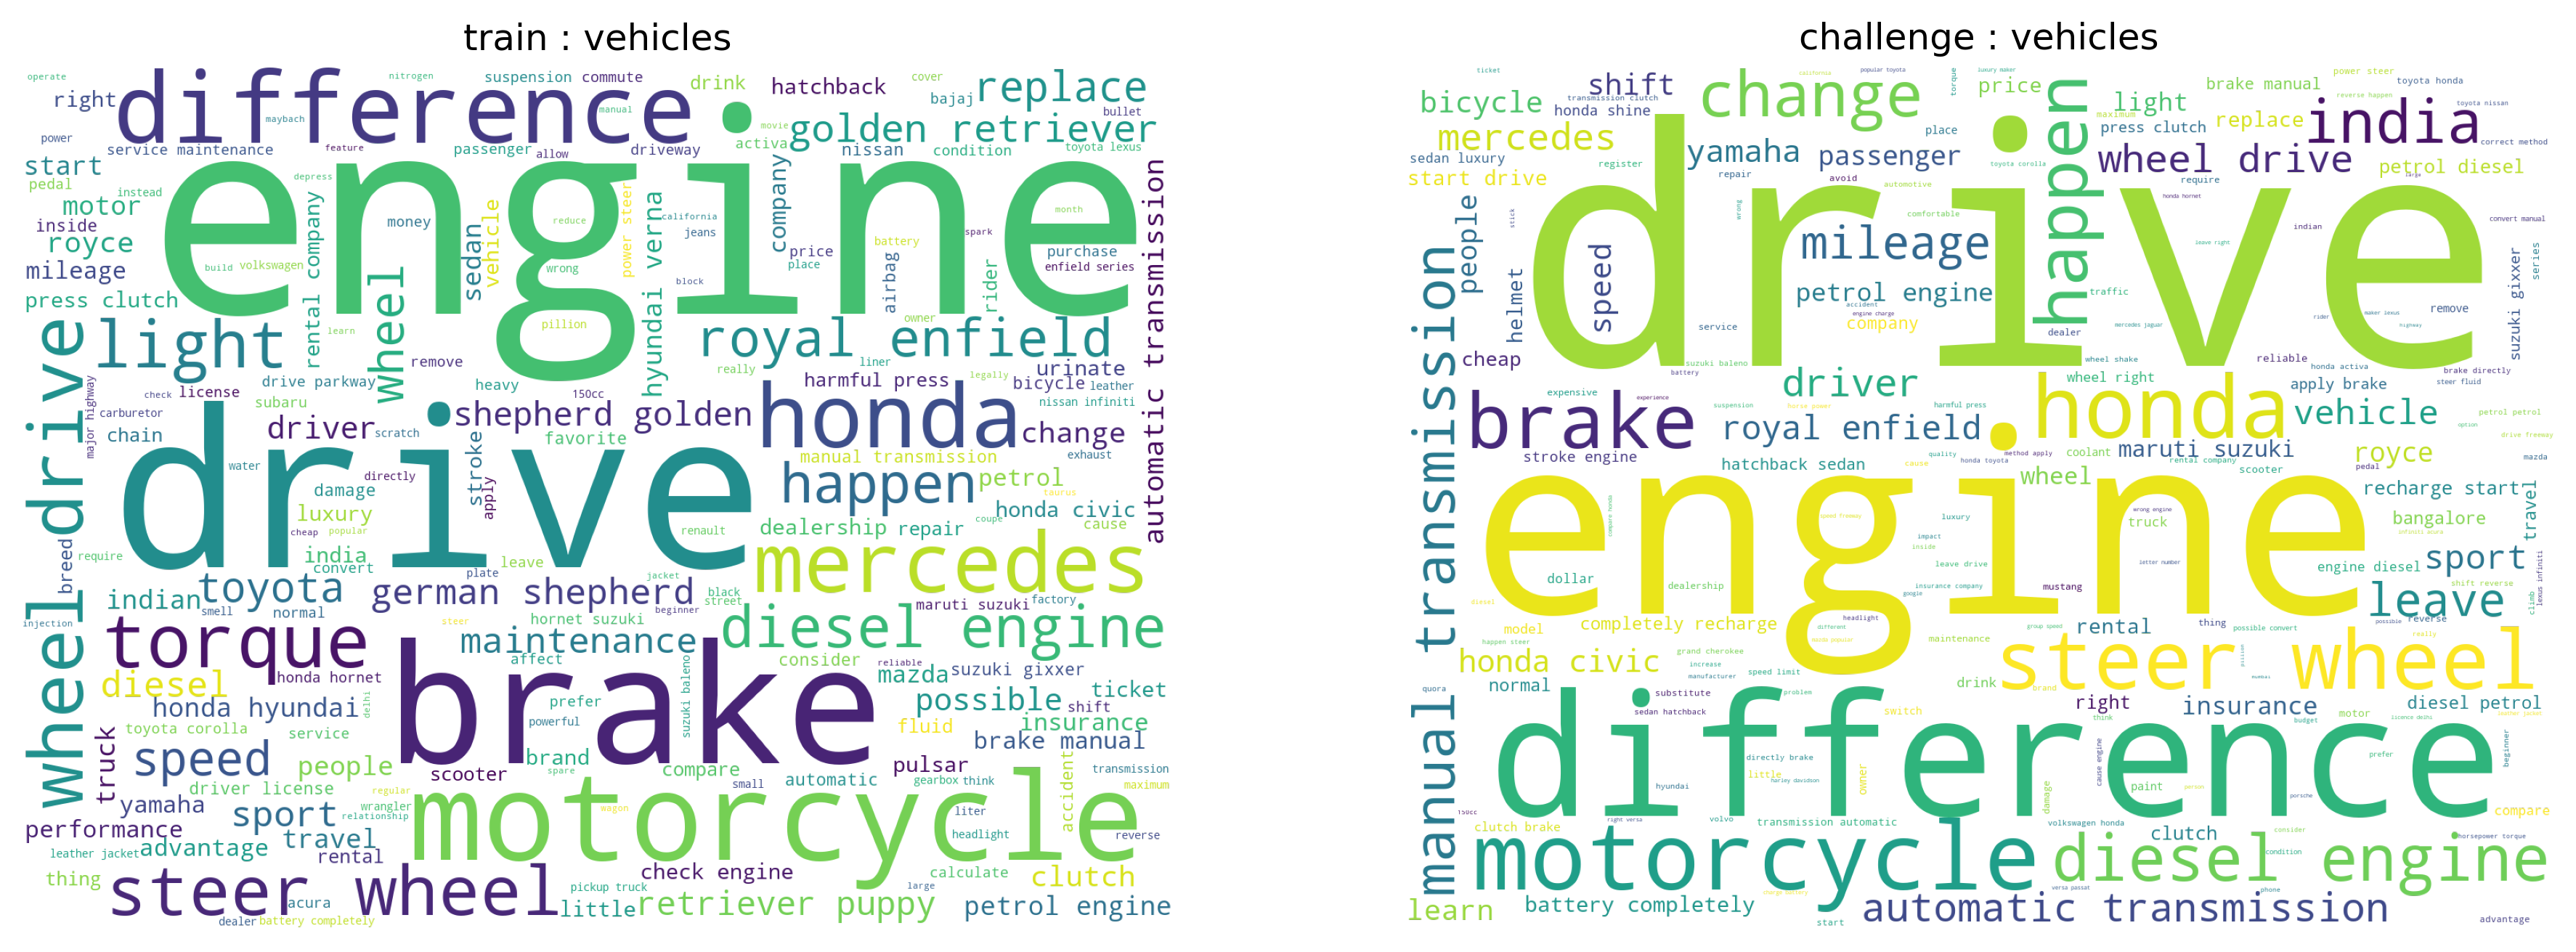 train : vehicles
operate
nitrogen
suspension
commute
drink
hatchback
cover
replace
right
difference
manual
bajaj
bullet
maybach
movie
golden retriever
power
service maintenance
feature
passenger
allow
driveway
activa
nissan
condition
toyota lexus
start
pedal
instead
depress
engine
company
automatic transmission
motor
inside
royce
mileage
press clutch
build
volkswagen
rental company
money
wheel
sedan
vehicle
reduce
wrong
power steer
hyundai verna
california
jeans
block
price
place
battery
airbag
spark
rider
month
purchase
enfield series
light
learn
pillion
owner
royal enfield
wheel drive
remove
really
liner
legally
urinate
major highway
check
license
drive parkway
heavy
150cc
harmful press
bicycle
leather
carburetor
subaru
shepherd golden
honda
nissan infiniti
chain
driver
scratch
favorite
change
drive
stroke
manual transmission
exhaust
water
directly
happen
petrol
damage
apply
taurus
luxury
renault
dealership
repair
coupe
honda civic
cause
cheap
popular
breed
require
india
convert
leave
mercedes
plate
jacket
toyota
german shepherd
black
street
indian
smell
normal
beginner
maruti suzuki
factory
injection
hornet suzuki
steer
diesel engine
torque
maintenance
affect
consider
reliable
mazda
suzuki gixxer
diesel
honda hornet
brake
suzuki baleno
possible
ticket
honda hyundai
delhi
prefer
shift
toyota corolla
service
powerful
fluid
insurance
truck
speed
people
brand
brake manual
scooter
spare
compare
automatic
pulsar
accident
transmission
driver license
regular
small
gearbox
think
maximum
yamaha
wrangler
relationship
motorcycle
wagon
liter
sport
performance
travel
headlight
reverse
leather jacket
advantage
rental
check engine
calculate
thing
steer wheel
pickup truck
large
clutch
acura
little
retriever puppy
petrol engine
dealer
battery completely
challenge : vehicles
ticket
shift
change
california
popular toyota
torque
luxury maker
price
happen
brake manual
power steer
toyota honda
bicycle
transmission clutch
honda shine
light
reverse happen
toyota nissan
mercedes
place
maximum
press clutch
replace
india
correct method
sedan luxury
register
yamaha
passenger
toyota corolla
wheel drive
petrol diesel
start drive
repair
avoid
automotive
require
drive
honda hornet
people
stick
wrong
comfortable
convert manual
manual transmission
mileage
leave right
indian
series
helmet
speed
petrol engine
traffic
suzuki gixxer
accident
engine charge
company
remove
service
dealer
mercedes jaguar
rider
maker lexus
highway
cheap
suzuki baleno
wheel shake
reliable
honda activa
brake directly
battery
driver
wheel right
apply brake
steer fluid
expensive
experience
honda
brake
suspension
harmful press
vehicle
petrol petrol
royal enfield
option
drive freeway
stroke engine
quality
method apply
maruti suzuki
royce
hatchback sedan
cause
honda toyota
coolant
rental company
scooter
pedal
mazda
wheel
recharge start
travel
engine
compare honda
speed freeway
luxury
wrong engine
truck
bangalore
infiniti acura
impact
inside
sport
dollar
leave drive
letter number
engine diesel
dealership
insurance company
google
mustang
shift reverse
lexus infiniti
diesel
leave
climb
headlight
model
completely recharge
different
mazda popular
group speed
rental
thing
possible
reverse
possible convert
happen steer
maintenance
really
honda civic
grand cherokee
increase
manufacturer
speed limit
steer wheel
pillion
mumbai
quora
normal
substitute
problem
drink
brand
sedan hatchback
switch
right
insurance
diesel petrol
difference
think
budget
motor
licence delhi
directly brake
little
harley davidson
hyundai
owner
cause engine
prefer
beginner
damage
paint
person
porsche
150cc
right versa
volvo
compare
clutch brake
transmission automatic
volkswagen honda
clutch
consider
horsepower torque
motorcycle
diesel engine
condition
versa passat
phone
charge battery
learn
battery completely
start
automatic transmission
advantage